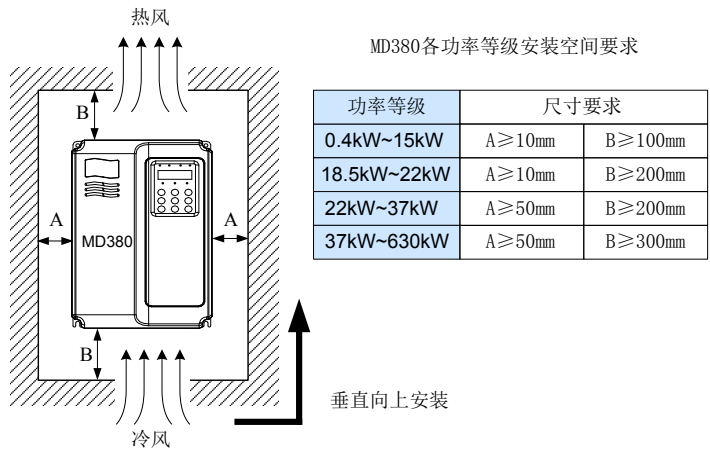 热风
MD380各功率等级安装空间要求
功率等级 尺寸要求
0.4kW~15kW A≥10mm B≥100mm
18.5kW~22kW A≥10mm B≥200mm
22kW~37kW A≥50mm B≥200mm
37kW~630kW A≥50mm B≥300mm
B
A
MD380
A
B
垂直向上安装
冷风